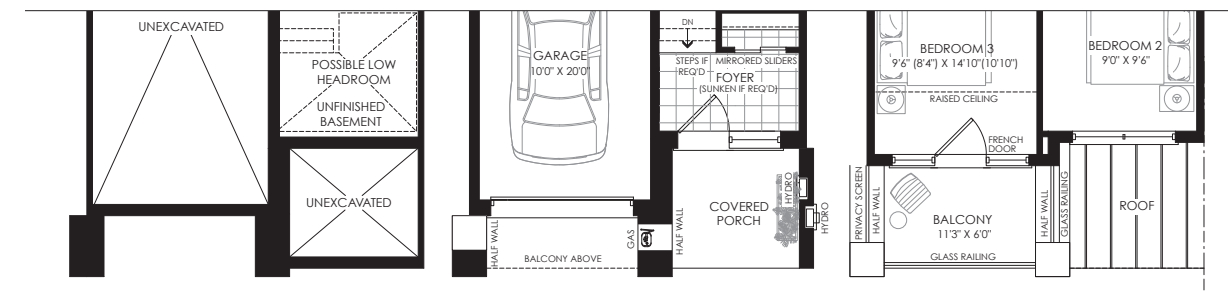 UNEXCAVATED
POSSIBLE LOW
HEADROOM
UNFINISHED
BASEMENT
UNEXCAVATED
DN
GARAGE
10'0" X 20'0"
STEPS IF
REQ'D
MIRRORED SLIDERS
FOYER
(SUNKEN IF REQ'D)
COVERED
PORCH
HYDRO
HYDRO
HALF WALL
GAS
HALF WALL
BALCONY ABOVE
BEDROOM 3
9'6" (8'4") X 14'10"(10'10")
RAISED CEILING
BEDROOM 2
9'0" X 9'6"
FRENCH
DOOR
PRIVACY SCREEN
HALF WALL
BALCONY
11'3" X 6'0"
HALF WALL
GLASS RAILING
ROOF
GLASS RAILING